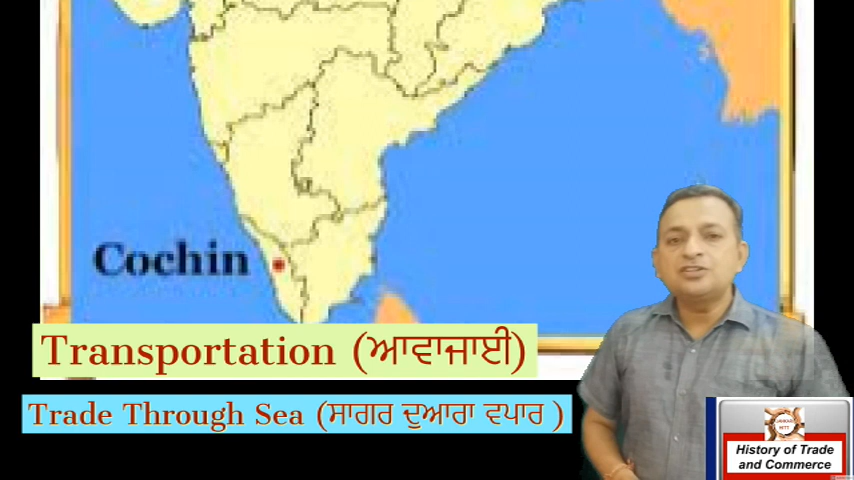 Cochin
Transportation (ਆਵਾਜਾਈ)
Trade Through Sea (ਸਾਗਰ ਦੁਆਰਾ ਵਪਾਰ )
History of Trade
and Commerce